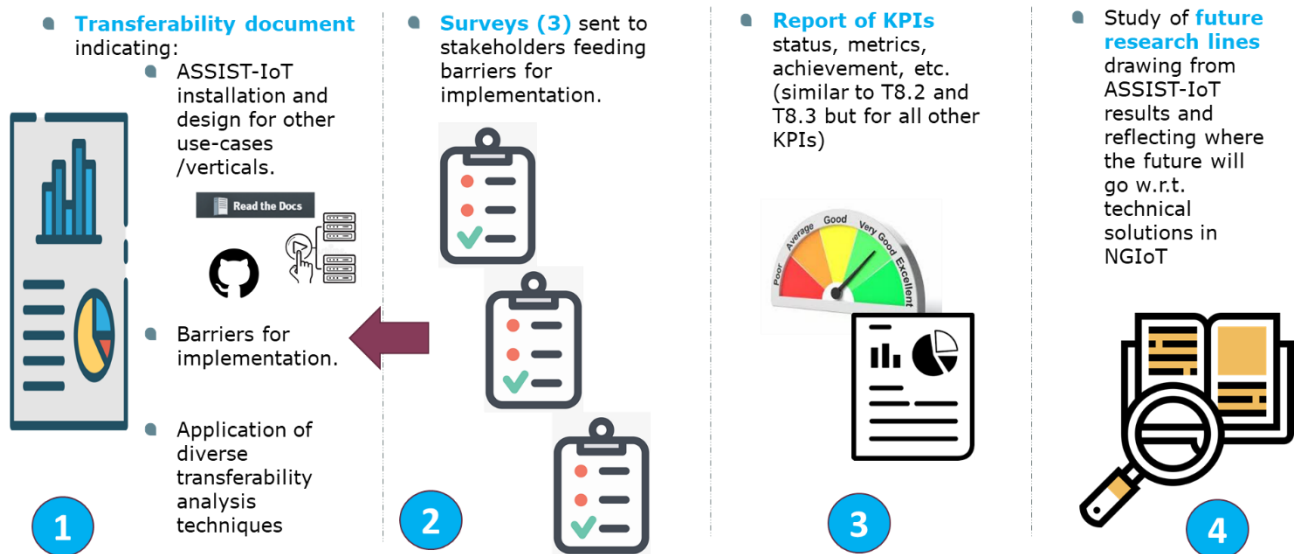 Transferability document
indicating:
ASSIST-IoT
installation and
design for other
use-cases
/verticals.
Read the Docs
Barriers for
implementation.
Application of
diverse
transferability
analysis
techniques
1
Surveys (3) sent to
stakeholders feeding
barriers for
implementation.
2
Report of KPIs
status, metrics,
achievement, etc.
(similar to T8.2 and
T8.3 but for all other
KPIs)
Poor
Average
Good
Very Good
Excellent
3
Study of future
research lines
drawing from
ASSIST-IoT
results and
reflecting where
the future will
go w.r.t.
technical
solutions in
NGIoT
4